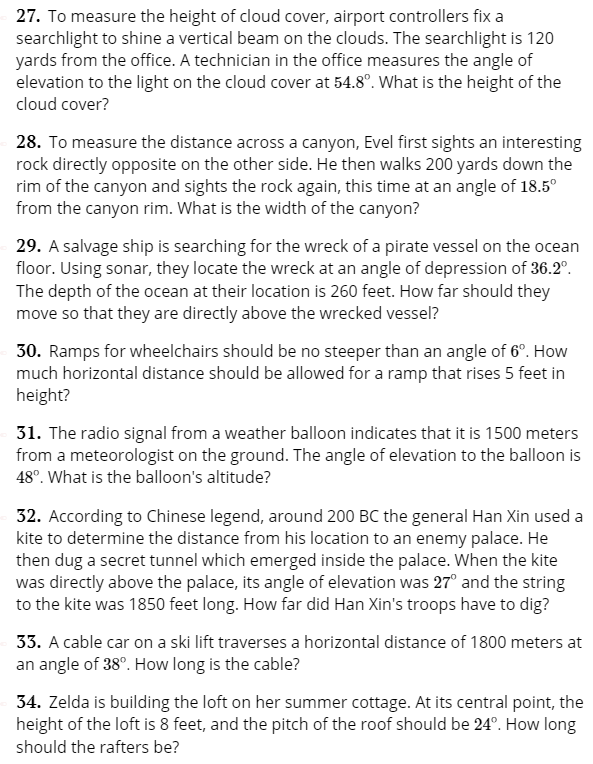 27. To measure the height of cloud cover, airport controllers fix a
searchlight to shine a vertical beam on the clouds. The searchlight is 120
yards from the office. A technician in the office measures the angle of
elevation to the light on the cloud cover at 54.8°. What is the height of the
cloud cover?
28. To measure the distance across a canyon, Evel first sights an interesting
rock directly opposite on the other side. He then walks 200 yards down the
rim of the canyon and sights the rock again, this time at an angle of 18.5°
from the canyon rim. What is the width of the canyon?
29. A salvage ship is searching for the wreck of a pirate vessel on the ocean
floor. Using sonar, they locate the wreck at an angle of depression of 36.2°.
The depth of the ocean at their location is 260 feet. How far should they
move so that they are directly above the wrecked vessel?
30. Ramps for wheelchairs should be no steeper than an angle of 6°. How
much horizontal distance should be allowed for a ramp that rises 5 feet in
height?
31. The radio signal from a weather balloon indicates that it is 1500 meters
from a meteorologist on the ground. The angle of elevation to the balloon is
48°. What is the balloon's altitude?
32. According to Chinese legend, around 200 BC the general Han Xin used a
kite to determine the distance from his location to an enemy palace. He
then dug a secret tunnel which emerged inside the palace. When the kite
was directly above the palace, its angle of elevation was 27° and the string
to the kite was 1850 feet long. How far did Han Xin's troops have to dig?
33. A cable car on a ski lift traverses a horizontal distance of 1800 meters at
an angle of 38°. How long is the cable?
34. Zelda is building the loft on her summer cottage. At its central point, the
height of the loft is 8 feet, and the pitch of the roof should be 24°. How long
should the rafters be?